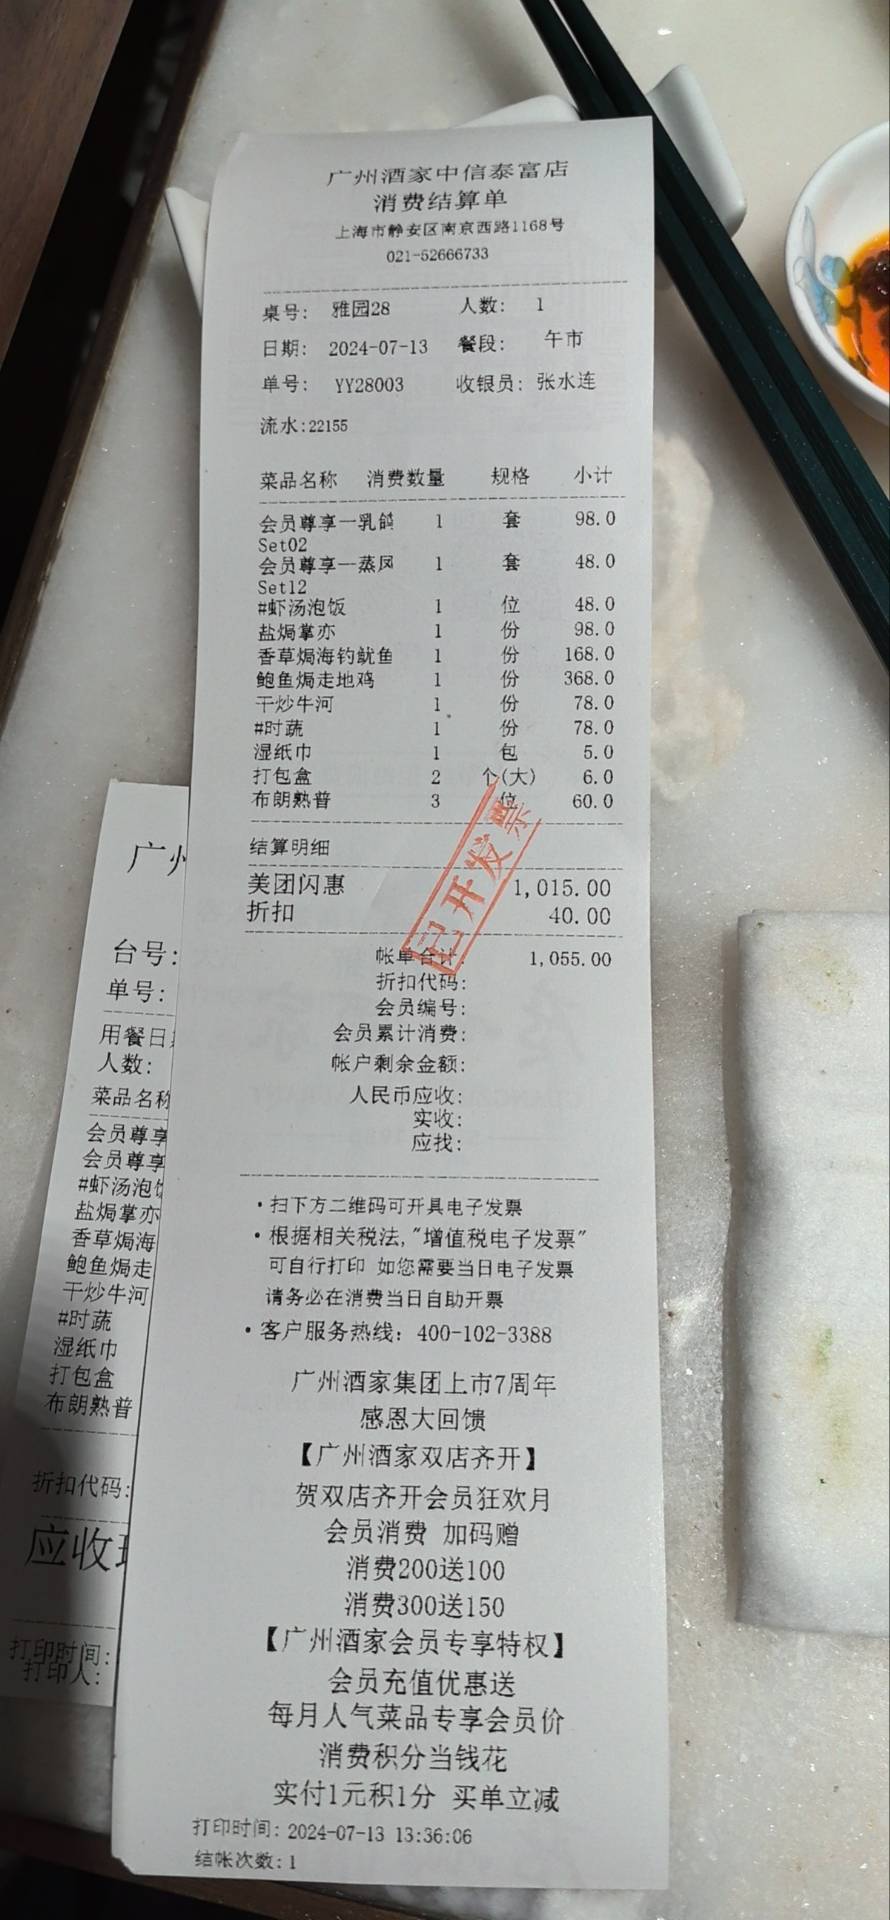 广州酒家中信泰富店
消费结算单
上海市静安区南京西路1168号
021-52666733
桌号: 雅园28 人数: 1
日期: 2024-07-13 餐段: 午市
单号: YY28003 收银员: 张水连
流水:22155
菜品名称 消费数量 规格 小计
会员尊享一乳鸽 1 套 98.0
Set02
会员尊享一蒸凤 1 套 48.0
Set12
#虾汤泡饭 1 位 48.0
盐焗掌亦 1 份 98.0
香草焗海钓鱿鱼 1 份 168.0
鲍鱼焗走地鸡 1 份 368.0
干炒牛河 1 份 78.0
#时蔬 1 份 78.0
湿纸巾 1 包 5.0
打包盒 2 个(大) 6.0
布朗熟普 3 位 60.0
已开发票
结算明细
美团闪惠 1,015.00
折扣 40.00
帐单合计: 1,055.00
折扣代码:
会员编号:
会员累计消费:
帐户剩余金额:
人民币应收:
实收:
应找:
·扫下方二维码可开具电子发票
·根据相关税法,"增值税电子发票"
可自行打印 如您需要当日电子发票
请务必在消费当日自助开票
·客户服务热线: 400-102-3388
广州酒家集团上市7周年
感恩大回馈
【广州酒家双店齐开】
贺双店齐开会员狂欢月
会员消费 加码赠
消费200送100
消费300送150
【广州酒家会员专享特权】
会员充值优惠送
每月人气菜品专享会员价
消费积分当钱花
实付1元积1分 买单立减
打印时间: 2024-07-13 13:36:06
结帐次数: 1
广州
台号:
单号:
用餐日
人数:
菜品名称
会员尊享
会员尊享
#虾汤泡
盐焗掌亦
香草焗海
鲍鱼焗走
干炒牛河
#时蔬
湿纸巾
打包盒
布朗熟普
折扣代码:
应收
打印时间:
打印人: